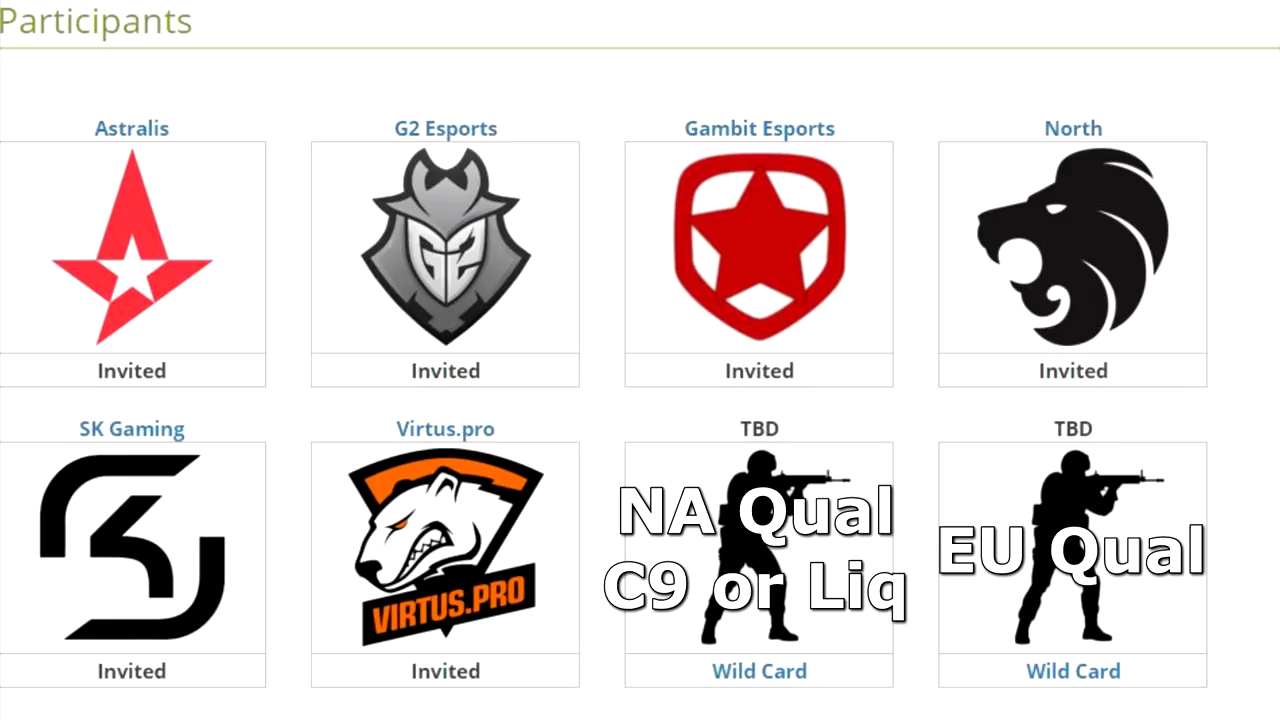 Participants
Astralis
G2 Esports
Gambit Esports
North
G2
Invited
Invited
Invited
Invited
SK Gaming
Virtus.pro
TBD
TBD
VIRTUS.PRO
NA Qual
C9 or Liq
EU Qual
Invited
Invited
Wild Card
Wild Card